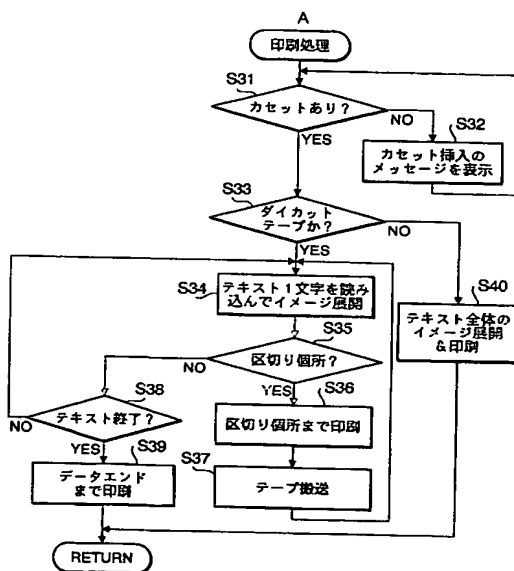 A
印刷処理
S31
カセットあり？
NO
YES
S32
カセット挿入の
メッセージを表示
S33
ダイカット
テープか？
NO
YES
S34
テキスト１文字を読み
込んでイメージ展開
S40
テキスト全体の
イメージ展開
＆印刷
S35
区切り個所？
NO
YES
S36
区切り個所まで印刷
S38
テキスト終了？
NO
YES
S37
テープ搬送
S39
データエンド
まで印刷
RETURN